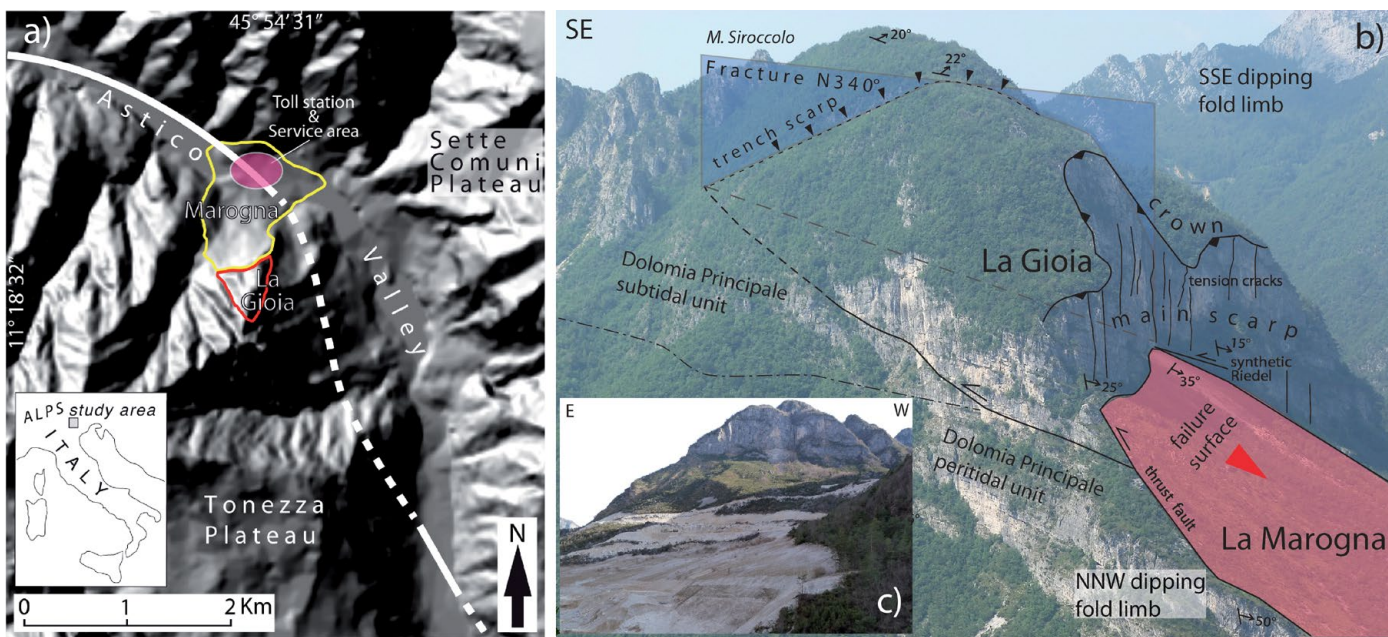 a)
45° 54’ 31’’
11° 18’ 32’’
Astico
Valley
Toll station
&
Service area
Sette
Comuni
Plateau
Marogna
La
Gioia
ALPS study area
ITALY
Tonezza
Plateau
N
0 1 2 Km
SE
b)
M. Siroccolo
20°
22°
Fracture N340°
trench scarp
SSE dipping
fold limb
La Gioia
crown
tension cracks
main scarp
Dolomia Principale
subtidal unit
15°
synthetic
Riedel
25°
35°
failure
surface
Dolomia Principale
peritidal unit
thrust fault
La Marogna
NNW dipping
fold limb
50°
E W
c)